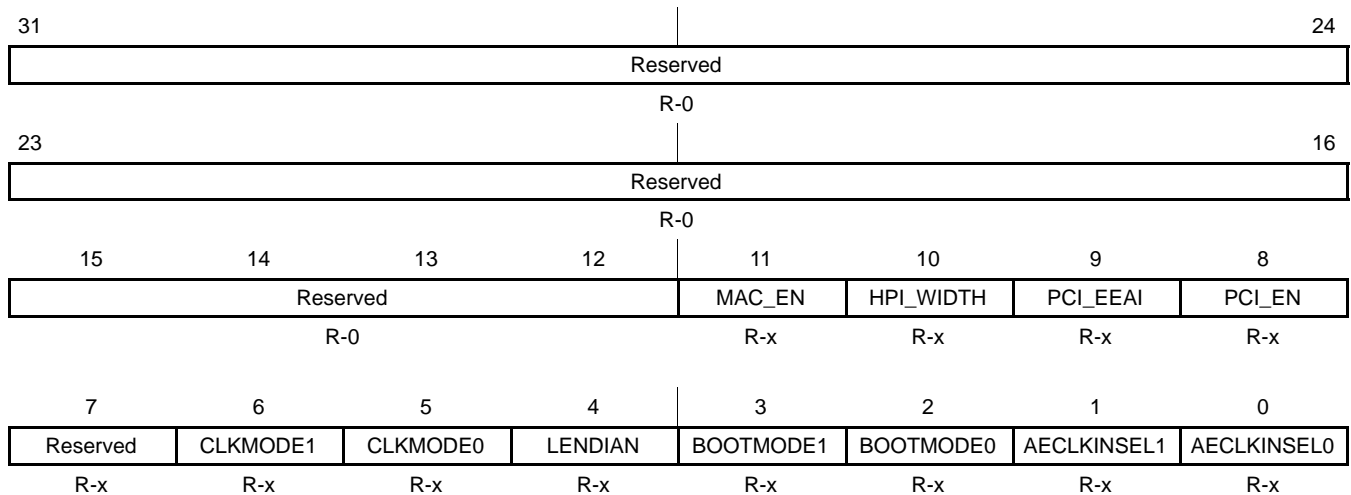 31 24
Reserved
R-0
23 16
Reserved
R-0
15 14 13 12 11 10 9 8
Reserved MAC_EN HPI_WIDTH PCI_EEAI PCI_EN
R-0 R-x R-x R-x R-x
7 6 5 4 3 2 1 0
Reserved CLKMODE1 CLKMODE0 LENDIAN BOOTMODE1 BOOTMODE0 AECLKINSEL1 AECLKINSEL0
R-x R-x R-x R-x R-x R-x R-x R-x